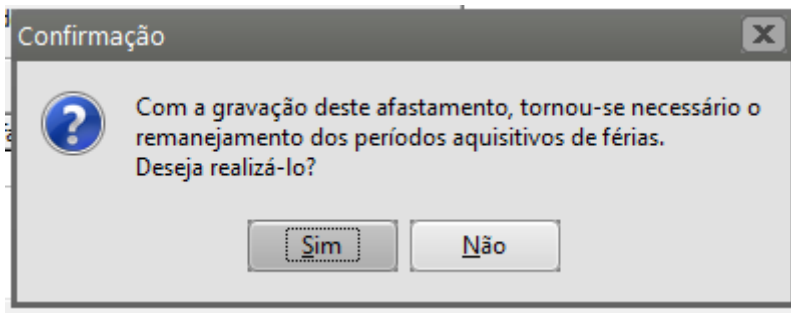 Confirmação
Com a gravação deste afastamento, tornou-se necessário o
remanejamento dos períodos aquisitivos de férias.
Deseja realizá-lo?
Sim
Não